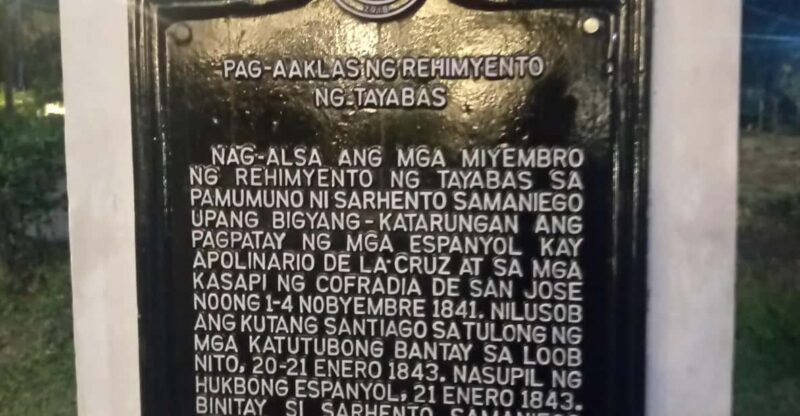 2018
PAG-AAKLAS NG REHIMYENTO
NG TAYABAS
NAG-ALSA ANG MGA MIYEMBRO
NG REHIMYENTO NG TAYABAS SA
PAMUMUNO NI SARHENTO SAMANIEGO
UPANG BIGYANG-KATARUNGAN ANG
PAGPATAY NG MGA ESPANYOL KAY
APOLINARIO DE LA CRUZ AT SA MGA
KASAPI NG COFRADIA DE SAN JOSE
NOONG 1-4 NOBYEMBRE 1841. NILUSOB
ANG KUTANG SANTIAGO SA TULONG NG
MGA KATUTUBONG BANTAY SA LOOB
NITO, 20-21 ENERO 1843. NASUPIL NG
HUKBONG ESPANYOL, 21 ENERO 1843.
BINITAY SI SARHENTO SAMANIEGO